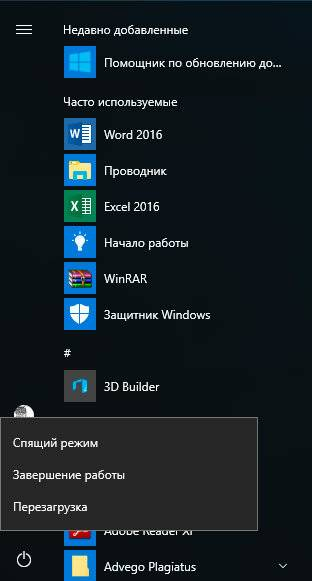 Недавно добавленные
Помощник по обновлению до...
Часто используемые
Word 2016
Проводник
Excel 2016
Начало работы
WinRAR
Защитник Windows
#
3D Builder
Спящий режим
Завершение работы
Перезагрузка
Adobe Reader XI
Advego Plagiatus